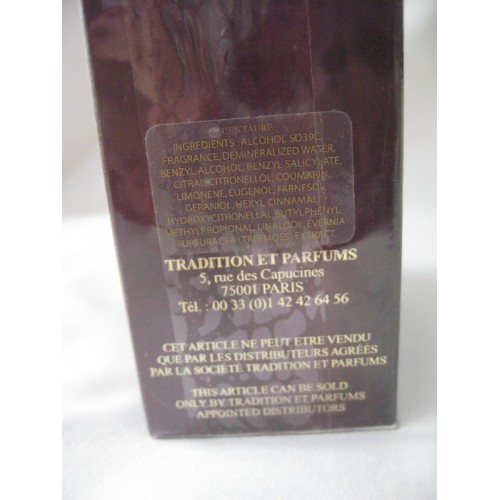 CENTAURE
INGREDIENTS : ALCOHOL SD39C,
FRAGRANCE, DEMINERALIZED WATER,
BENZYL ALCOHOL, BENZYL SALICYLATE,
CITRAL, CITRONELLOL, COUMARIN,
LIMONENE, EUGENOL, FARNESOL,
GERANIOL, HEXYL CINNAMAL,
HYDROXYCITRONELLAL, BUTYLPHENYL
METHYLPROPIONAL, LINALOOL, EVERNIA
FURFURACEA (TREEMOSS) EXTRACT.
TRADITION ET PARFUMS
5, rue des Capucines
75001 PARIS
Tél. : 00 33 (0)1 42 42 64 56
CET ARTICLE NE PEUT ETRE VENDU
QUE PAR LES DISTRIBUTEURS AGREÉS
PAR LA SOCIÉTÉ TRADITION ET PARFUMS
THIS ARTICLE CAN BE SOLD
ONLY BY TRADITION ET PARFUMS
APPOINTED DISTRIBUTORS